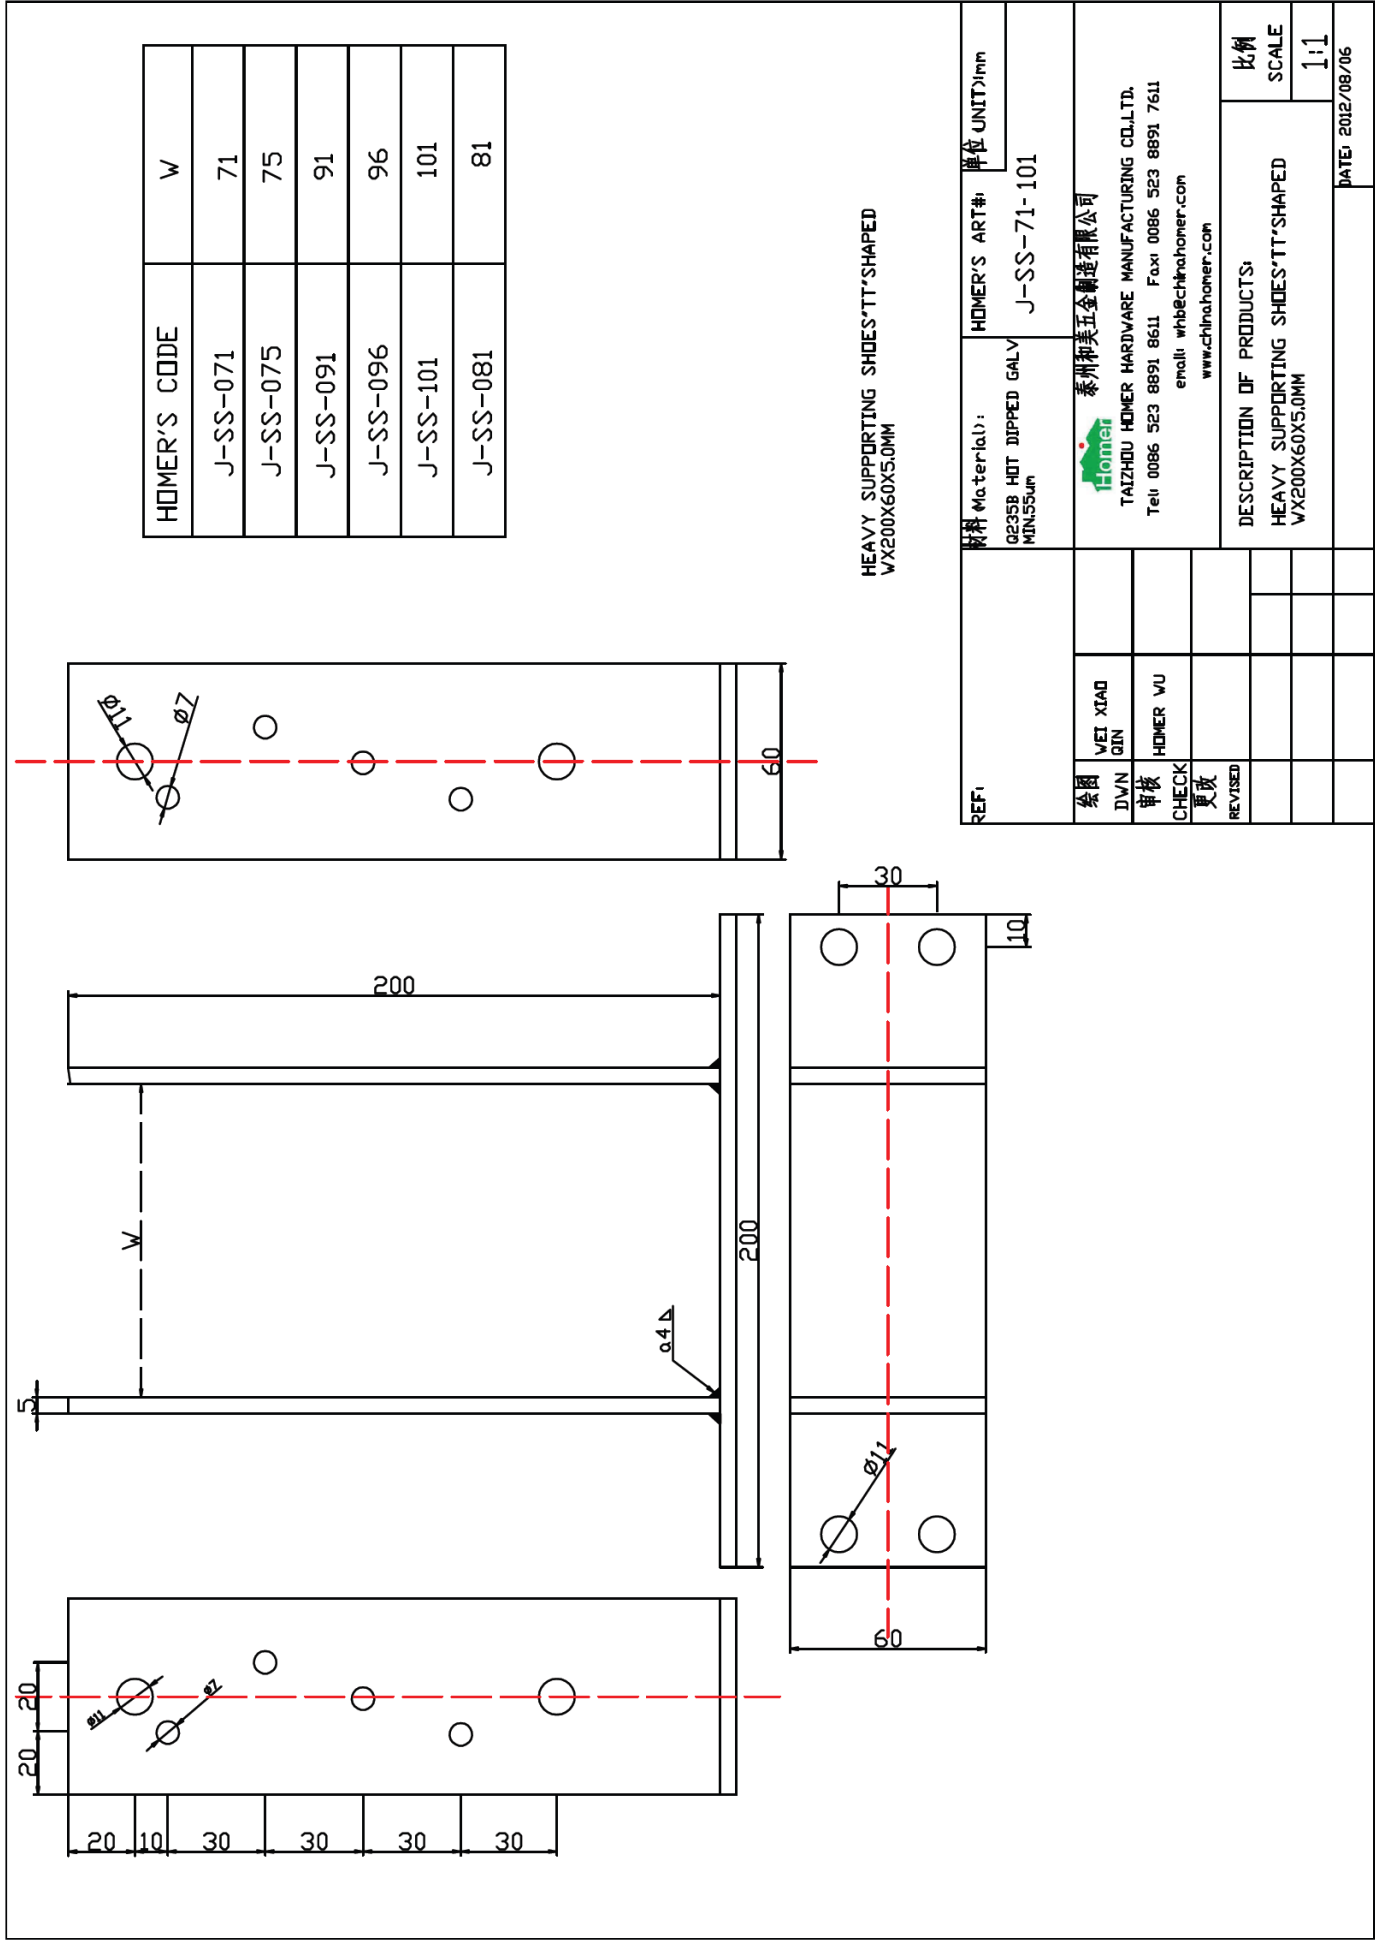 HOMER'S CODE W
J-SS-071 71
J-SS-075 75
J-SS-091 91
J-SS-096 96
J-SS-101 101
J-SS-081 81
HEAVY SUPPORTING SHOES'TT'SHAPED
WX200X60X5.0MM
Ø11
Ø7
60
200
W
5
a4
200
30
10
Ø11
60
20
20
Ø11
Ø7
20
10
30
30
30
30
REF:
材料 Material):
Q235B HOT DIPPED GALV
MIN.55um
HOMER'S ART#:
J-SS-71-101
单位 UNIT):mm
绘图
DWN
WEI XIAO
QIN
审核
CHECK
HOMER WU
更改
REVISED
Homer
泰州和美五金制造有限公司
TAIZHOU HOMER HARDWARE MANUFACTURING CO.,LTD.
Tel: 0086 523 8891 8611 Fax: 0086 523 8891 7611
email: whb@chinahomer.com
www.chinahomer.com
DESCRIPTION OF PRODUCTS:
HEAVY SUPPORTING SHOES'TT'SHAPED
WX200X60X5.0MM
比例
SCALE
1:1
DATE: 2012/08/06